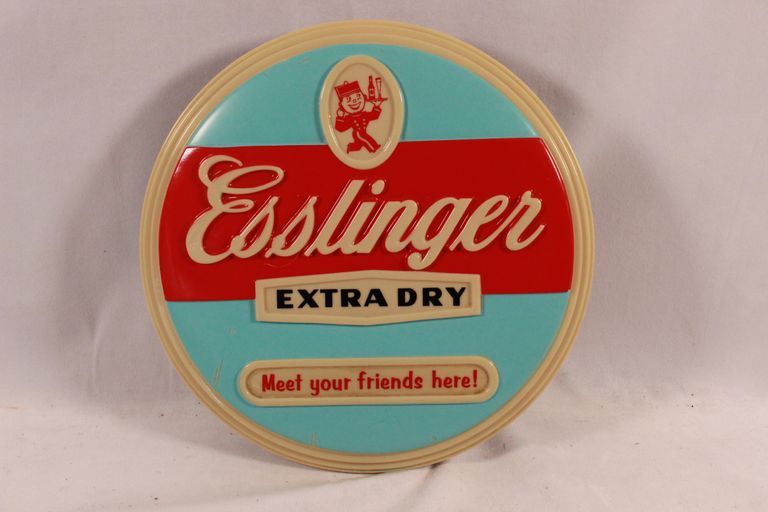 Esslinger
EXTRA DRY
Meet your friends here!